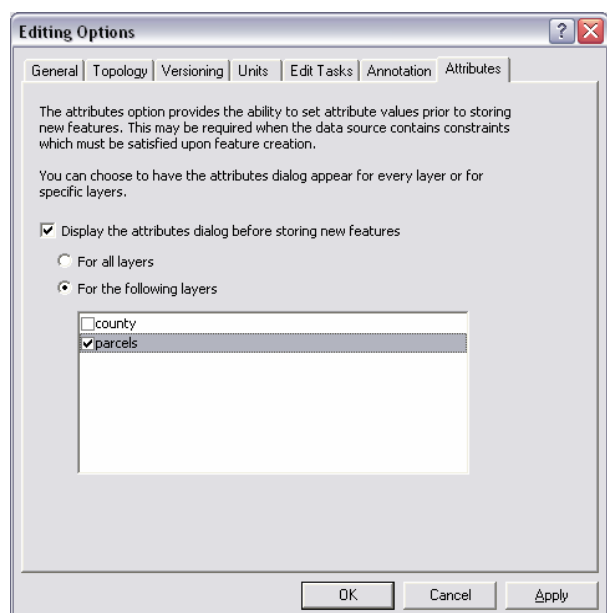 Editing Options
General
Topology
Versioning
Units
Edit Tasks
Annotation
Attributes
The attributes option provides the ability to set attribute values prior to storing
new features. This may be required when the data source contains constraints
which must be satisfied upon feature creation.
You can choose to have the attributes dialog appear for every layer or for
specific layers.
Display the attributes dialog before storing new features
For all layers
For the following layers
county
parcels
OK
Cancel
Apply